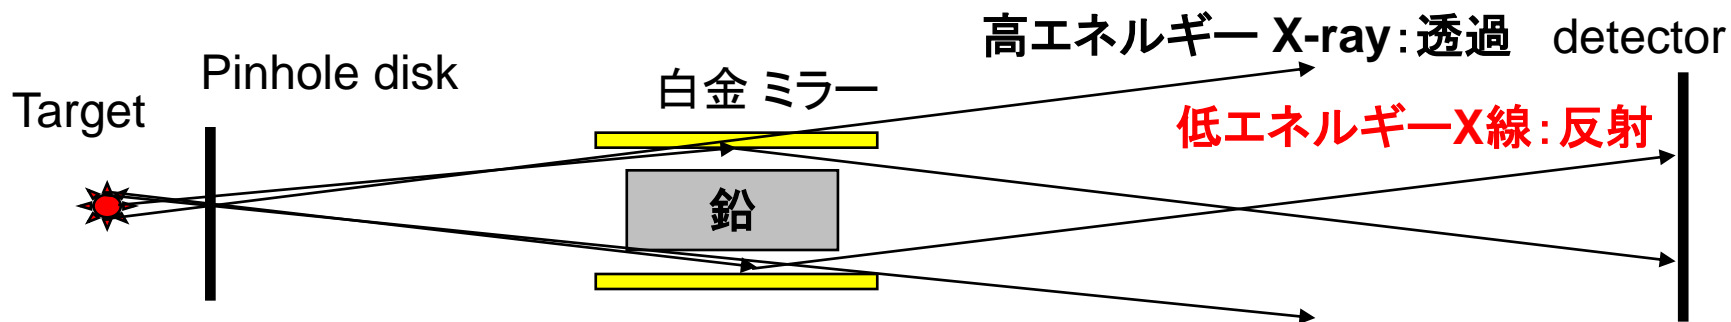 高エネルギー X-ray：透過
detector
Pinhole disk
白金 ミラー
Target
低エネルギーX線：反射
鉛